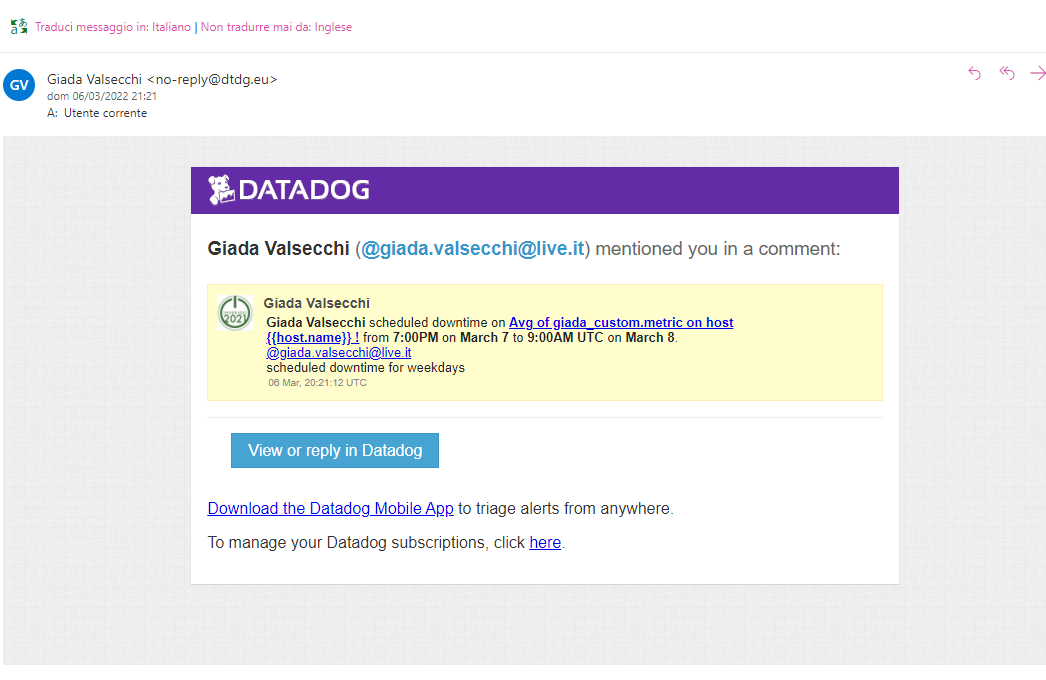 Traduci messaggio in: Italiano | Non tradurre mai da: Inglese
GV
Giada Valsecchi <no-reply@dtdg.eu>
dom 06/03/2022 21:21
A: Utente corrente
DATADOG
Giada Valsecchi (@giada.valsecchi@live.it) mentioned you in a comment:
2021
Giada Valsecchi
Giada Valsecchi scheduled downtime on Avg of giada_custom.metric on host
{{host.name}} ! from 7:00PM on March 7 to 9:00AM UTC on March 8.
@giada.valsecchi@live.it
scheduled downtime for weekdays
06 Mar, 20:21:12 UTC
View or reply in Datadog
Download the Datadog Mobile App to triage alerts from anywhere.
To manage your Datadog subscriptions, click here.